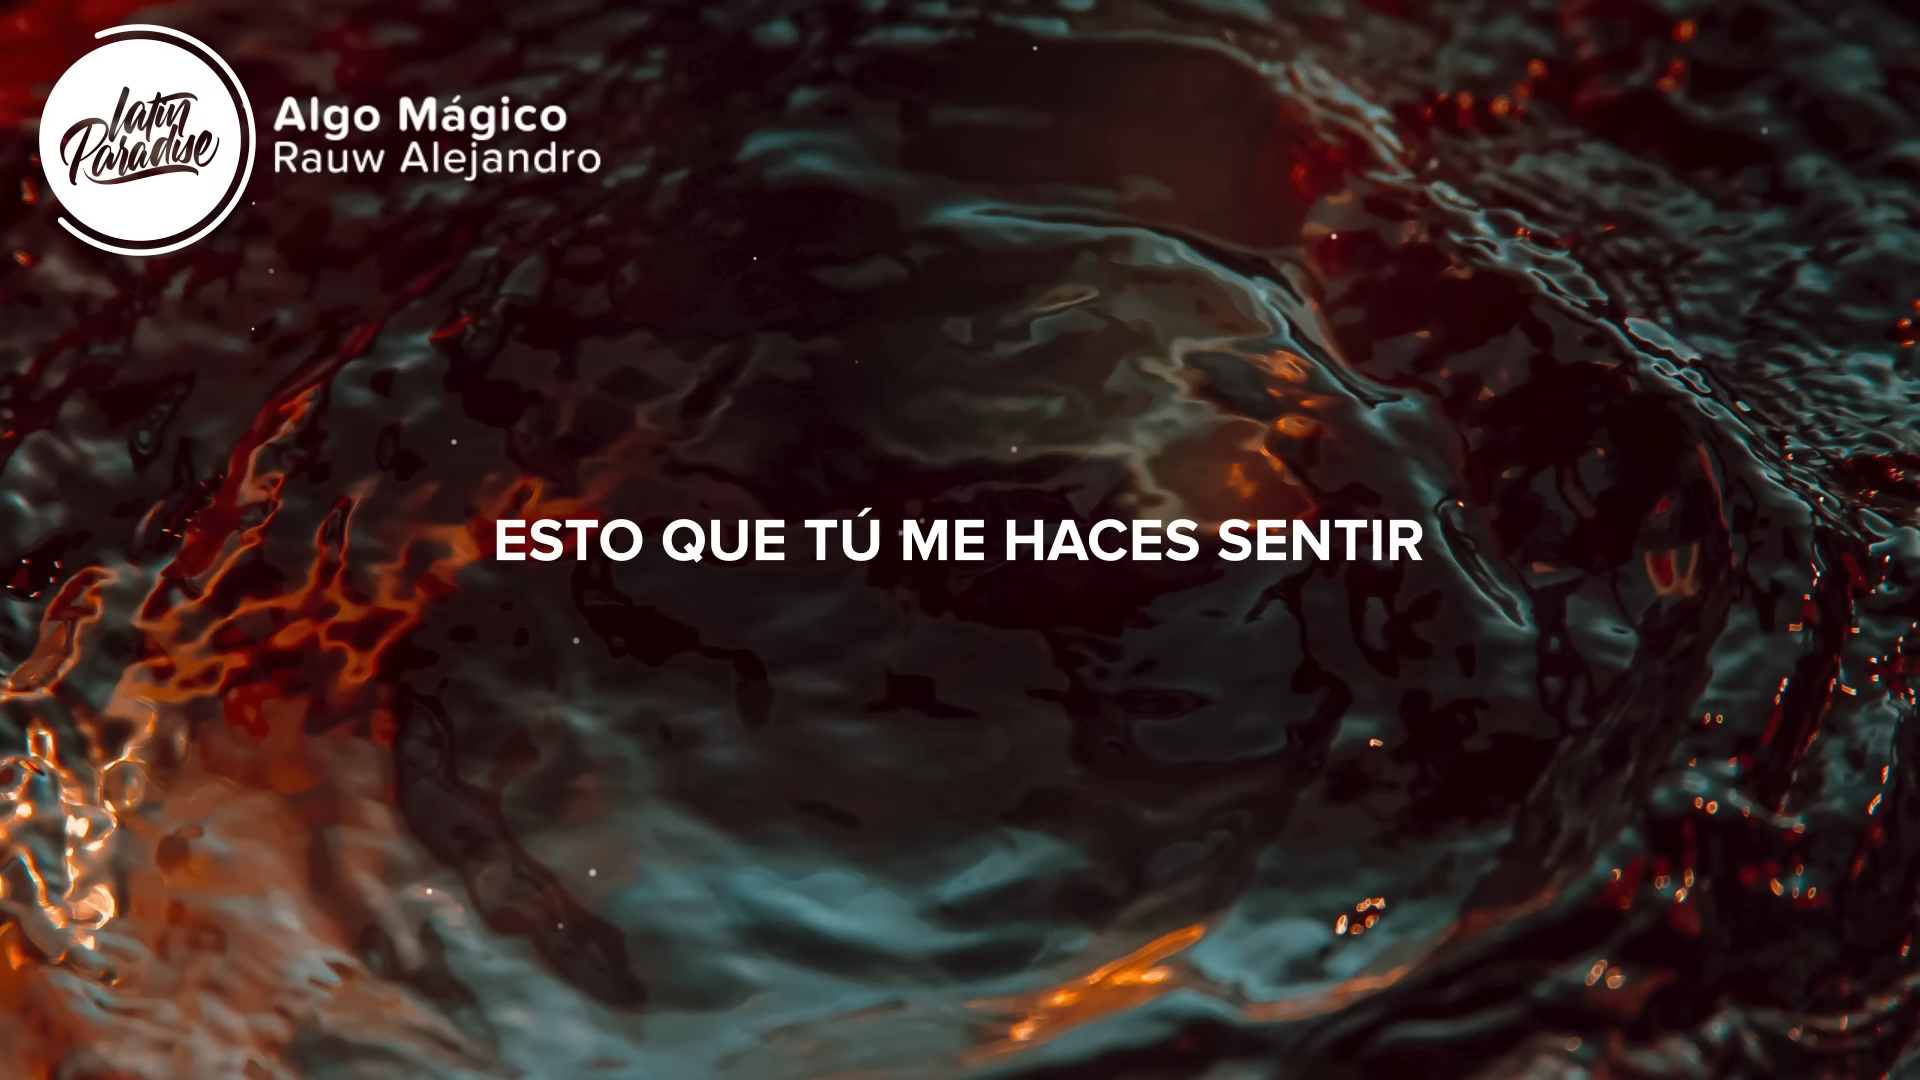 Latin
Paradise
Algo Mágico
Rauw Alejandro
ESTO QUE TÚ ME HACES SENTIR